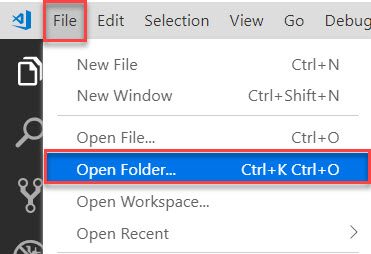 File Edit Selection View Go Debug
New File Ctrl+N
New Window Ctrl+Shift+N
Open File... Ctrl+O
Open Folder... Ctrl+K Ctrl+O
Open Workspace...
Open Recent